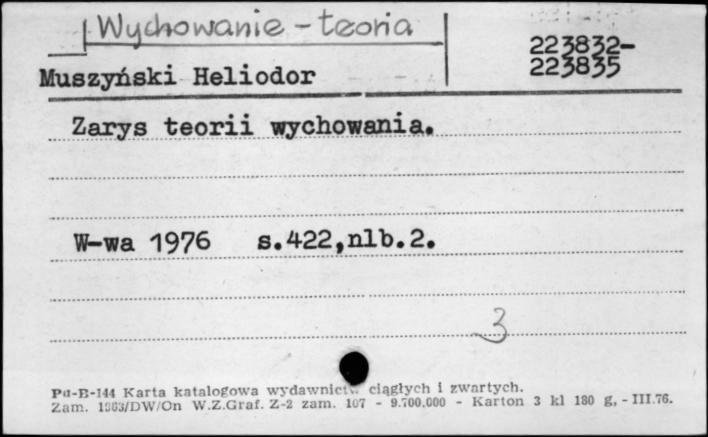 Wychowanie - teoria
223832-
223835
Muszyński Heliodor
Zarys teorii wychowania.
W-wa 1976 s.422,nlb.2.
3
Pu-B-144 Karta katalogowa wydawnictw ciągłych i zwartych.
Zam. 1963/DW/On W.Z.Graf. Z-2 zam. 107 - 9.700.000 - Karton 3 kl 180 g, - III.76.